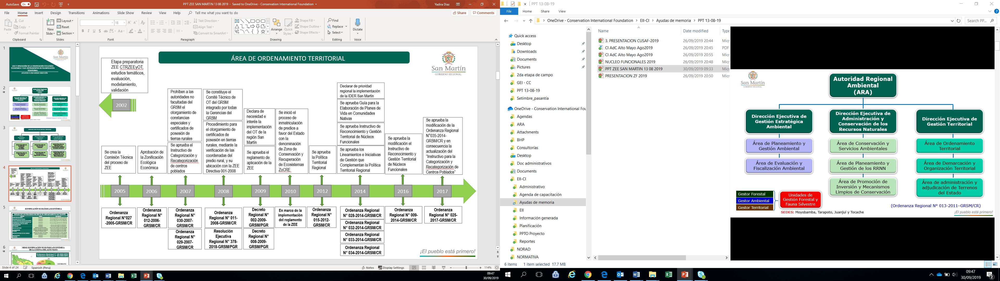 AutoSave On
PPT ZEE SAN MARTIN 13 08 2019 - Saved to OneDrive - Conservation International Foundation
Yadira Diaz
File Home Insert Design Transitions Animations Slide Show Review View Help Tell me what you want to do
Share Comments
Paste
Cut
Copy
Format Painter
Clipboard
New
Slide
Layout
Reset
Section
Slides
18
Font
Text Direction
Align Text
Convert to SmartArt
Paragraph
Arrange
Quick
Styles
Shape Fill
Shape Outline
Shape Effects
Drawing
Find
Replace
Select
Editing
Dictate
Voice
1
San Martín
USO Y APLICACIÓN DE LA ZONIFICACIÓN ECOLÓGICA
ECONÓMICA Y SUS INSTRUMENTOS DE PLANIFICACIÓN
TERRITORIAL
APUNTAR A UNA MISMA DIRECCIÓN
2
Autoridad Regional
Ambiental
(ARA)
3
4
5
ZONIFICACIÓN ECOLÓGICA ECONÓMICA
6
MESO ZONIFICACIÓN ECOLÓGICA ECONÓMICA
DE LA CUENCA DEL ALTO MAYO
ÁREA DE ORDENAMIENTO TERRITORIAL
San Martín
GOBIERNO REGIONAL
Etapa preparatoria
ZEE CTRZEEyOT,
estudios temáticos,
evaluación,
modelamiento,
validación
2002
Se crea la
Comisión Técnica
del proceso de
ZEE
Aprobación de
la Zonificación
Ecológica
Económica
Prohíben a las
autoridades no
facultadas del
GRSM el
otorgamiento de
constancias
especiales y
certificados de
posesión de
tierras rurales
Se aprueba el
Instructivo de
Categorización y
Recategorización
de centros
poblados
Se constituye el
Comité Técnico de
OT del GRSM
integrado por todas
la Gerencias del
GRSM
Procedimiento para
el otorgamiento de
certificados de
posesión en tierras
rurales, mediante la
verificación de las
coordenadas del
predio rural, y su
ubicación con la ZEE
Directiva 001-2008
Declara de
necesidad e
interés la
implementación
del OT de la
región San
Martín
Se aprueba el
reglamento de
aplicación de la
ZEE
Se inició el
proceso de
inmatriculación
de predios a
favor del Estado
con la
denominación
de Zona de
Conservación y
Recuperación
de Ecosistemas
ZoCRE
Se aprueba
la Política
Territorial
Regional
Declarar de prioridad
regional la implementación
de la IDER San Martín
Se aprueba Guía para la
Elaboración de Planes de
Vida en Comunidades
Nativas
Se aprueba Instructivo de
Reconocimiento y Gestión
Territorial de Núcleos
Funcionales
Se aprueba los
Lineamientos e Iniciativas
de Gestión que
Complementan la Política
Territorial Regional
Se aprueba la
modificación el
Instructivo de
Reconocimiento y
Gestión Territorial
de Núcleos
Funcionales
Se aprueba la
modificación de la
Ordenanza Regional
N°035-2014-
GRSM/CR y en
consecuencia la
actualización del
“Instructivo para la
Categorización y
Recategorización de
Centros Poblados”
2005 2006 2007 2008 2009 2010 2012 2014 2016 2017
Ordenanza
Regional N°027
-2005-GRSM/CR
Ordenanza
Regional N°
012-2006-
GRSM/CR
Ordenanza
Regional N°
030-2007-
GRSM/CR
Ordenanza
Regional N°
029-2007-
GRSM/CR
Ordenanza
Regional N° 011-
2008-GRSM/CR
Resolución
Ejecutiva
Regional N° 378-
2018-GRSM/PGR
Decreto
Regional N°
002-2009-
GRSM/PGR
Decreto
Regional N°
008-2009-
GRSM/PGR
En marco de la
implementación
del reglamento
de la ZEE
Ordenanza
Regional N°
015-2012-
GRSM/CR
Ordenanza Regional
N° 028-2014-GRSM/CR
Ordenanza Regional
N° 032-2014-GRSM/CR
Ordenanza Regional
N° 033-2014-GRSM/CR
Ordenanza Regional
N° 034-2014-GRSM/CR
Ordenanza
Regional N° 009-
2014-GRSM/CR
Ordenanza
Regional N° 025-
2017-GRSM/CR
¡El pueblo está primero!
Slide 4 of 24 Spanish (Peru)
Notes Display Settings 114%
09:47
30/09/2019
PPT 13-08-19
File Home Share View
OneDrive - Conservation International Foundation > EII-CI > Ayudas de memoria > PPT 13-08-19
Search PP...
Quick access
Desktop
Downloads
Documents
Pictures
2da etapa de campo
GEI - CC
PPT 13-08-19
Setimbre_pasantía
OneDrive - Conservation International Fou
Agendas
ARA
Attachments
BHP
Consultorías
Desktop
Doc administrativos
Documents
EII-CI
Administrativo
Agenda de capacitación
Ayudas de memoria
EII
Información generada
Planificación
PPTO Proyecto
Reportes
NORAD
NORMATIVA
Name Date modified Type
3. PRESENTACION CUSAF-2019 26/09/2019 20:44 Micr
CI AdC Alto Mayo Ago2019 26/09/2019 20:45 PDF
CI AdC Alto Mayo Ago2019 26/09/2019 20:55 Micr
NUCLEO FUNCIONALES 2019 26/09/2019 20:48 Micr
PPT ZEE SAN MARTIN 13 08 2019 30/09/2019 09:33 Micr
PRESENTACION ZF 2019 26/09/2019 20:50 Micr
6 items 1 item selected 17.7 MB
San Martín
GOBIERNO REGIONAL
Autoridad Regional
Ambiental
(ARA)
Dirección Ejecutiva de
Gestión Estratégica
Ambiental
Dirección Ejecutiva de
Administración y
Conservación de los
Recursos Naturales
Dirección Ejecutiva de
Gestión Territorial
Área de Planeamiento y
Gestión Ambiental
Área de Conservación y
Servicios Ambientales
Área de Ordenamiento
Territorial
Área de Evaluación y
Fiscalización Ambiental
Área de Planeamiento y
Gestión de los RRNN
Área de Demarcación y
Organización Territorial
Área de Promoción de
Inversión y Mecanismos
Limpios de Conservación
Área de administración y
adjudicación de Terrenos
del Estado
Gestor Forestal
Gestor Ambiental
Gestor Territorial
Unidades de
Gestión Forestal y
Fauna Silvestre
(Ordenanza Regional N° 013-2011–GRSM/CR)
SEDES: Moyobamba, Tarapoto, Juanjuí y Tocache
¡El pueblo está primero!
09:47
30/09/2019
2